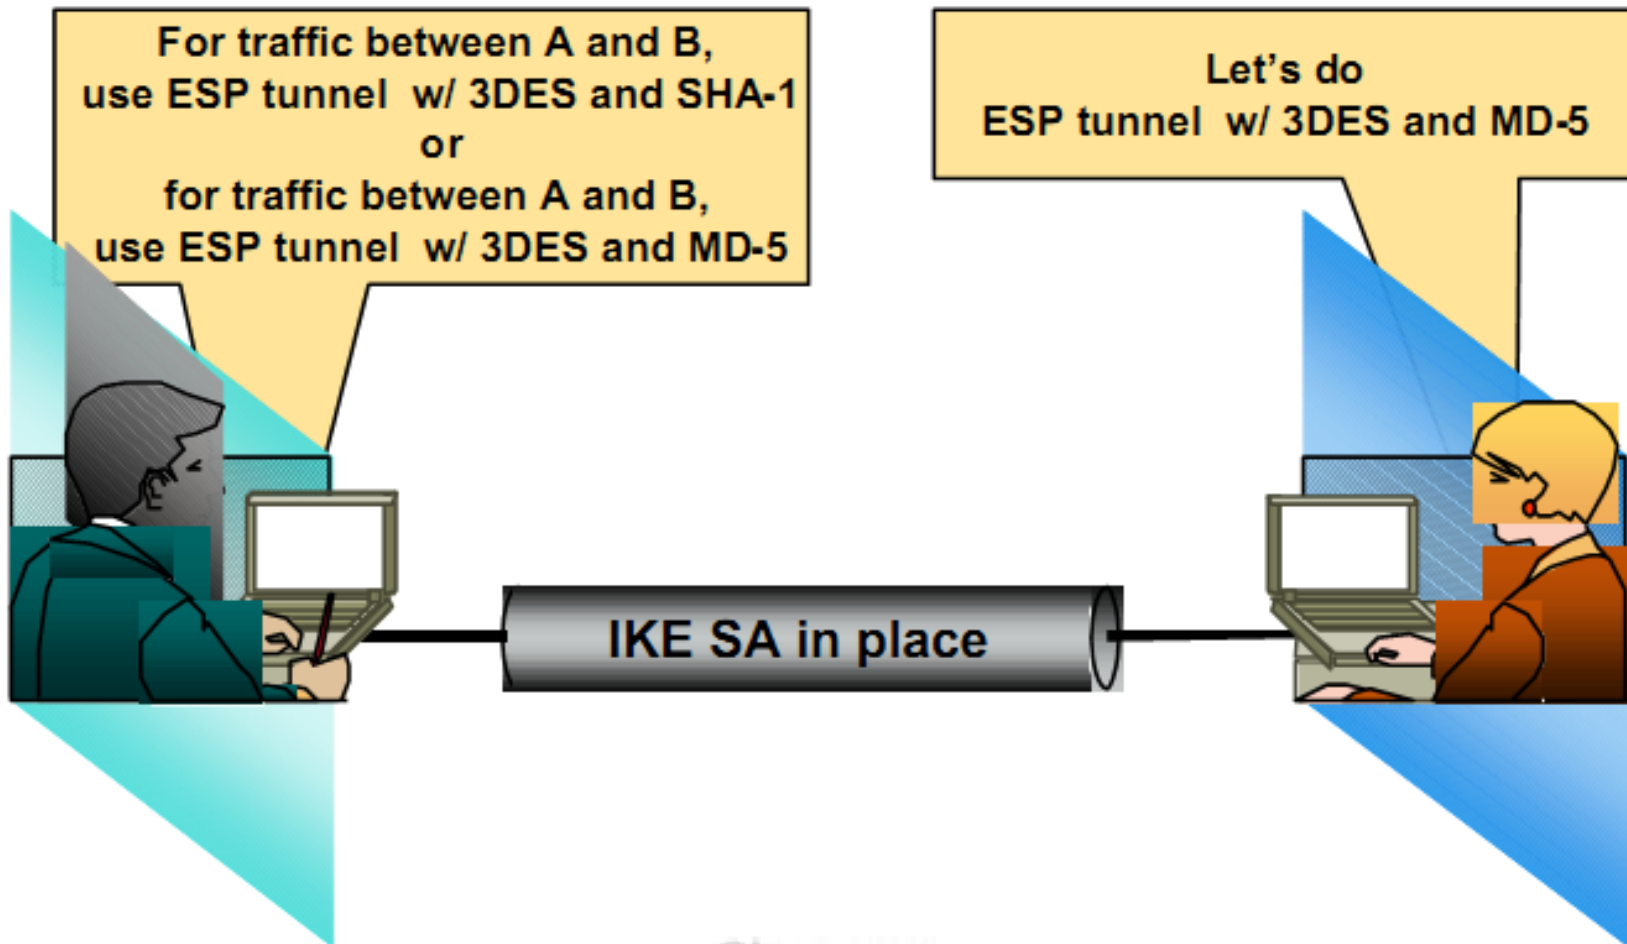 For traffic between A and B,
use ESP tunnel w/ 3DES and SHA-1
or
for traffic between A and B,
use ESP tunnel w/ 3DES and MD-5
Let's do
ESP tunnel w/ 3DES and MD-5
IKE SA in place